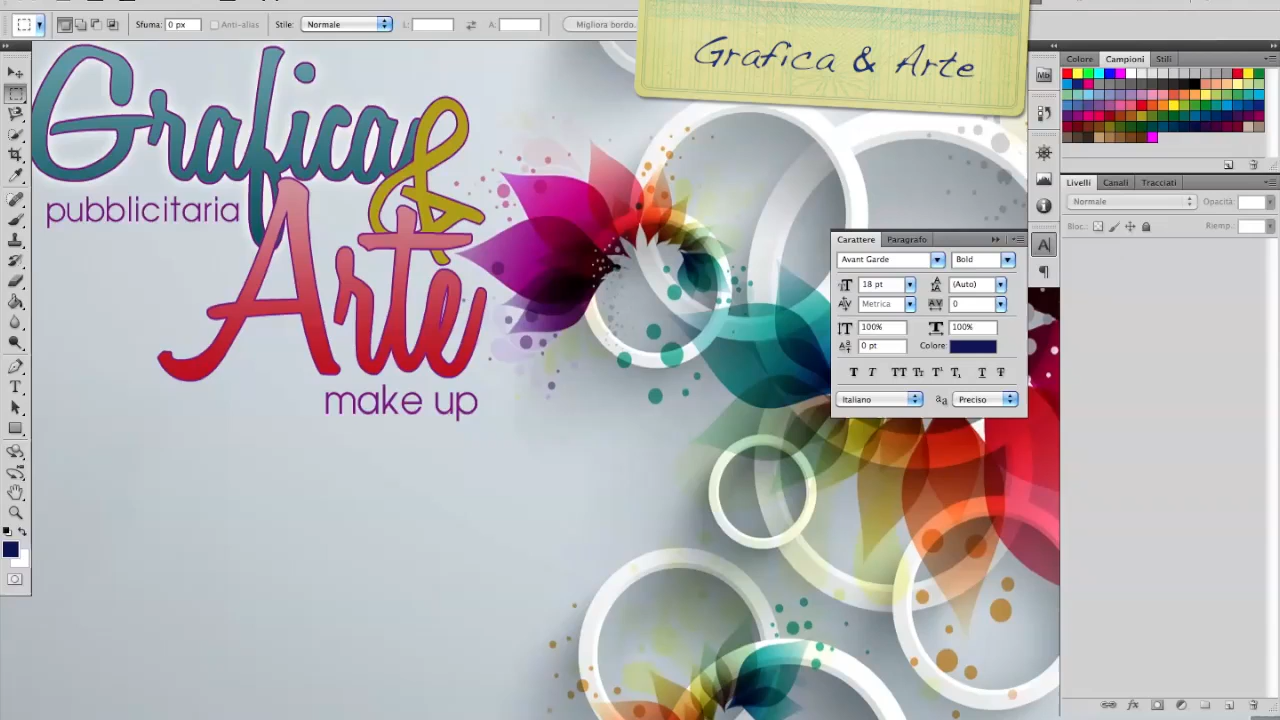 Sfuma: 0 px Anti-alias Stile: Normale L: A: Migliora bordo...
Grafica & Arte
Grafica &
pubblicitaria
Arte
make up
Mb
Colore Campioni Stili
Livelli Canali Tracciati
Normale Opacità:
Bloc.: Riemp.:
Carattere Paragrafo
Avant Garde Bold
18 pt (Auto)
Metrica 0
100% 100%
0 pt Colore:
Italiano Preciso